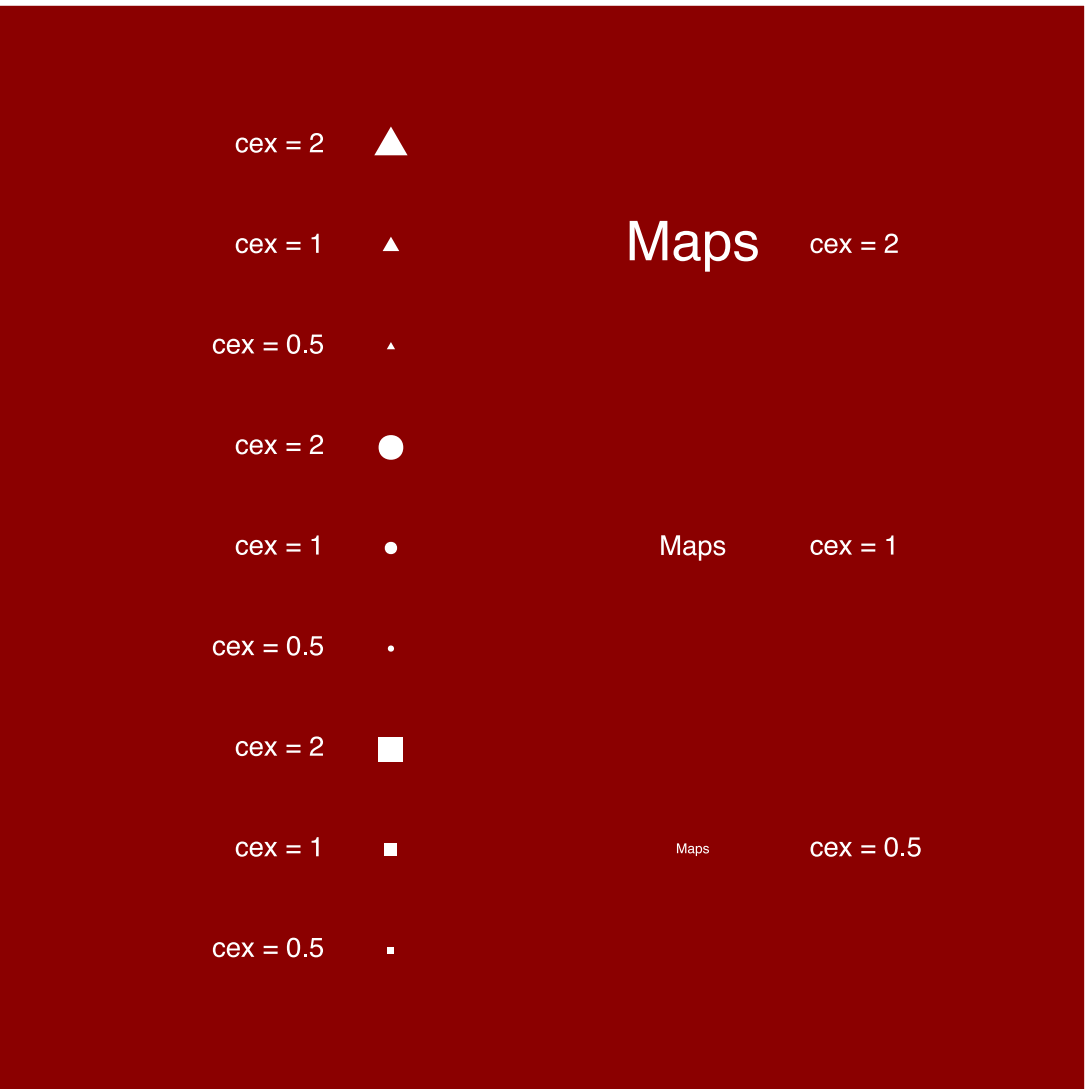 cex = 2
cex = 1
Maps cex = 2
cex = 0.5
cex = 2
cex = 1
Maps cex = 1
cex = 0.5
cex = 2
cex = 1
Maps cex = 0.5
cex = 0.5